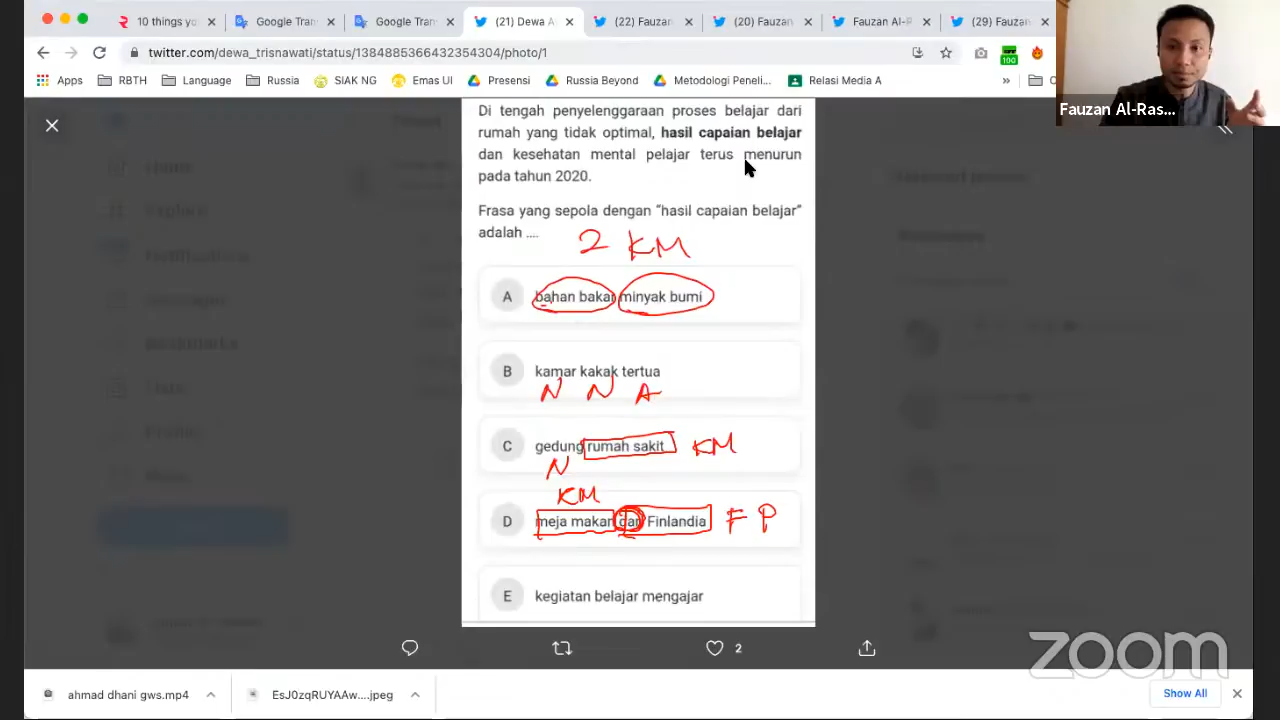 10 things yo
Google Tran
Google Tran
(21) Dewa A
(22) Fauzan
(20) Fauzan
Fauzan Al-R
(29) Fauzan
twitter.com/dewa_trisnawati/status/1384885366432354304/photo/1
100
Apps
RBTH
Language
Russia
SIAK NG
Emas UI
Presensi
Russia Beyond
Metodologi Peneli...
Relasi Media A
Fauzan Al-Ras...
Di tengah penyelenggaraan proses belajar dari
rumah yang tidak optimal, hasil capaian belajar
dan kesehatan mental pelajar terus menurun
pada tahun 2020.
Frasa yang sepola dengan "hasil capaian belajar"
adalah ....
2 KM
A bahan bakar minyak bumi
B kamar kakak tertua
N N A
C gedung rumah sakit KM
N
KM
D meja makan dari Finlandia F P
E kegiatan belajar mengajar
2
zoom
ahmad dhani gws.mp4
EsJ0zqRUYAAw....jpeg
Show All